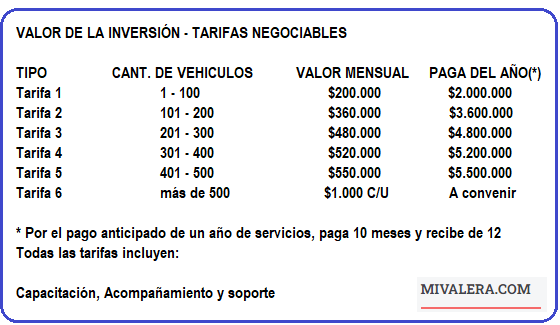 VALOR DE LA INVERSIÓN - TARIFAS NEGOCIABLES
TIPO CANT. DE VEHICULOS VALOR MENSUAL PAGA DEL AÑO(*)
Tarifa 1 1 - 100 $200.000 $2.000.000
Tarifa 2 101 - 200 $360.000 $3.600.000
Tarifa 3 201 - 300 $480.000 $4.800.000
Tarifa 4 301 - 400 $520.000 $5.200.000
Tarifa 5 401 - 500 $550.000 $5.500.000
Tarifa 6 más de 500 $1.000 C/U A convenir
* Por el pago anticipado de un año de servicios, paga 10 meses y recibe de 12
Todas las tarifas incluyen:
Capacitación, Acompañamiento y soporte
MIVALERA.COM